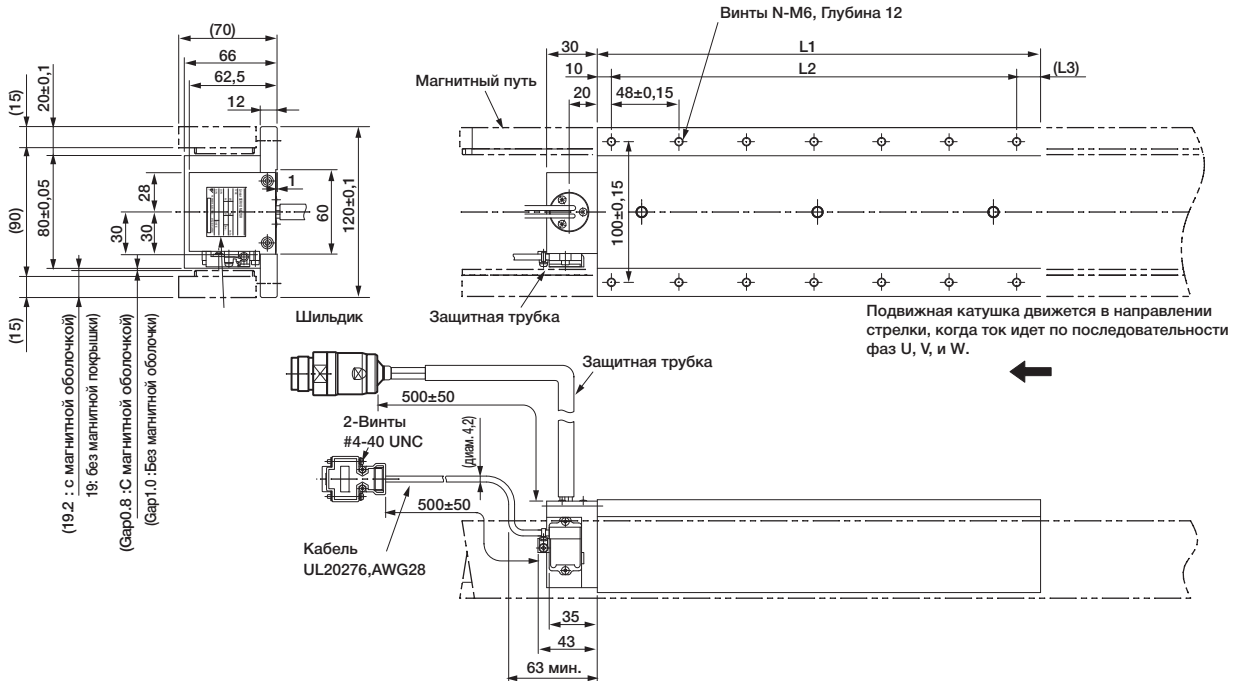 Винты N-M6, Глубина 12
(70)
66
62,5
12
(15)
20±0,1
(90)
80±0,05
28
30
30
1
60
120±0,1
(15)
Шильдик
(19.2 : с магнитной оболочкой)
19: без магнитной покрышки)
(Gap0.8 :С магнитной оболочкой)
(Gap1.0 :Без магнитной оболочки)
30
L1
10
L2
(L3)
20
48±0,15
Магнитный путь
100±0,15
Защитная трубка
Подвижная катушка движется в направлении
стрелки, когда ток идет по последовательности
фаз U, V, и W.
Защитная трубка
500±50
2-Винты
#4-40 UNC
(диам. 4,2)
500±50
Кабель
UL20276,AWG28
35
43
63 мин.